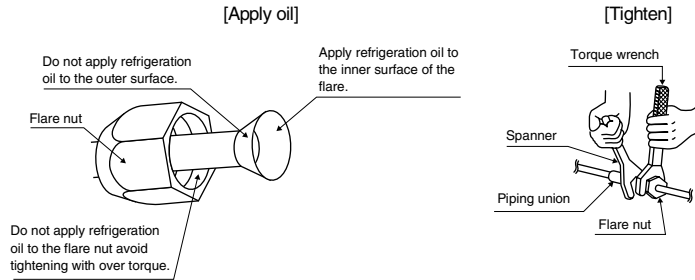 [Apply oil]
Do not apply refrigeration
oil to the outer surface.
Apply refrigeration oil to
the inner surface of the
flare.
Flare nut
Do not apply refrigeration
oil to the flare nut avoid
tightening with over torque.
[Tighten]
Torque wrench
Spanner
Piping union
Flare nut